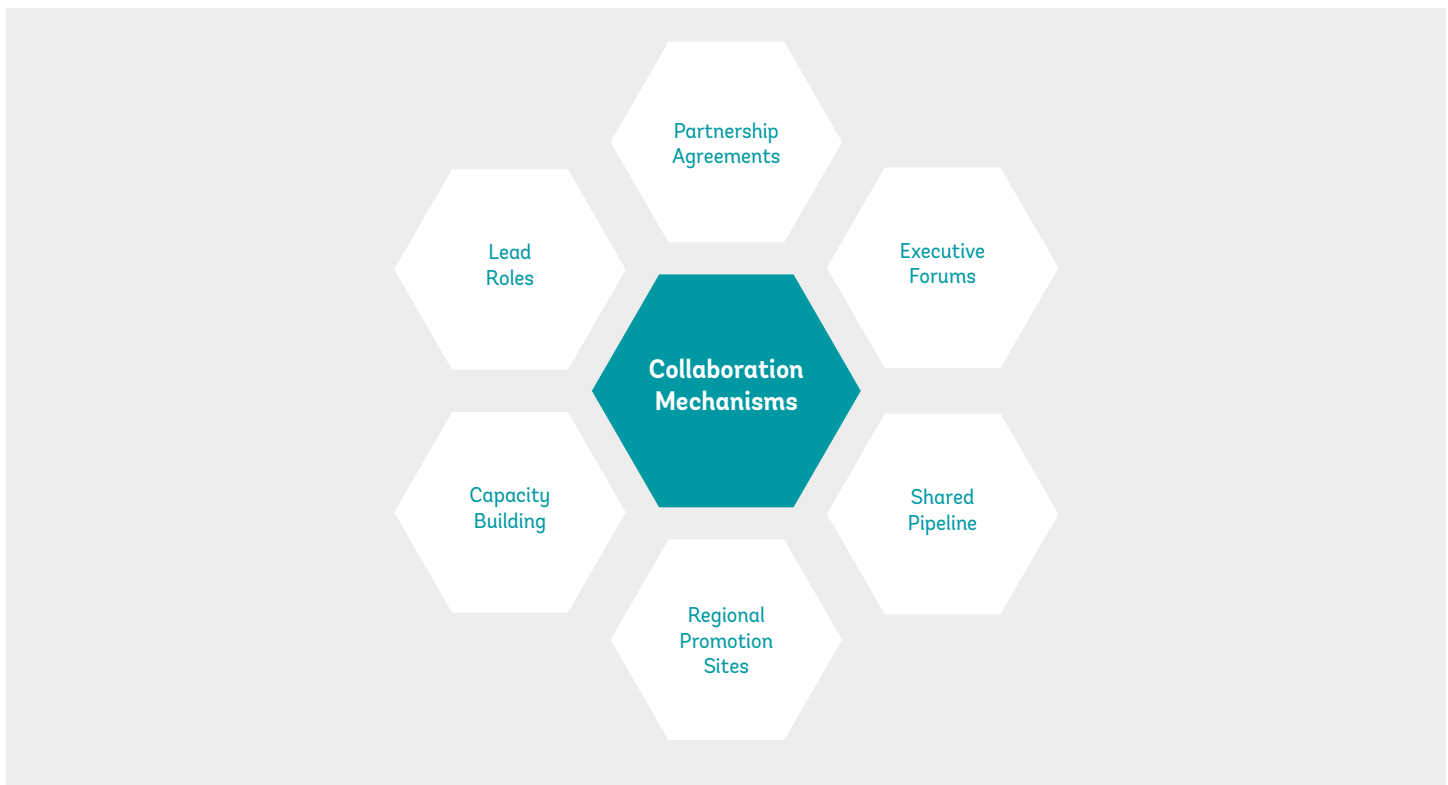 Partnership
Agreements
Executive
Forums
Lead
Roles
Collaboration
Mechanisms
Shared
Pipeline
Capacity
Building
Regional
Promotion
Sites